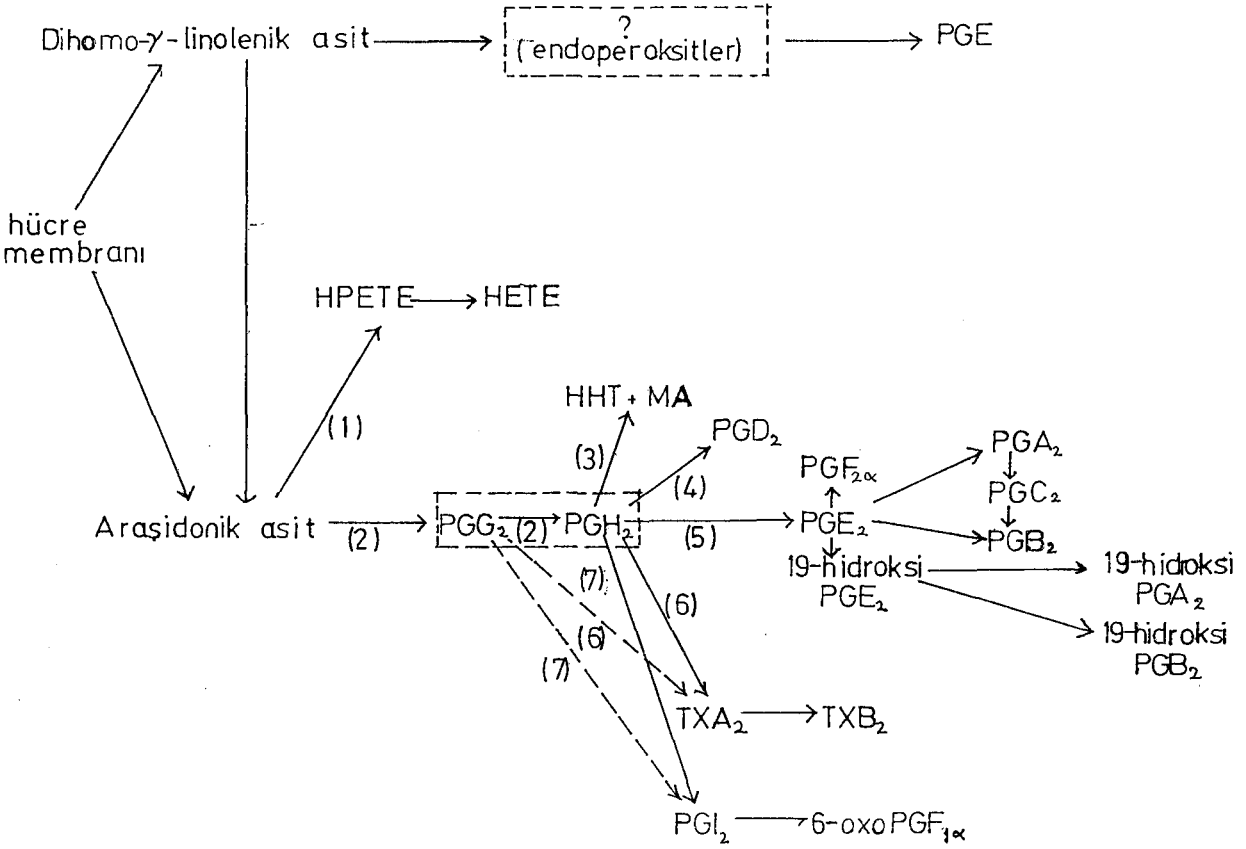 Dihomo-γ-linolenik asit
?
(endoperoksitler)
PGE
hücre
membranı
HPETE
HETE
(1)
HHT + MA
PGD₂
(3)
(4)
PGF₂α
PGA₂
PGC₂
PGB₂
Araşidonik asit
(2)
PGG₂
(2)
PGH₂
(5)
PGE₂
19-hidroksi
PGE₂
19-hidroksi
PGA₂
19-hidroksi
PGB₂
(7)
(6)
(6)
(7)
TXA₂
TXB₂
PGI₂
6-oxo PGF₁α